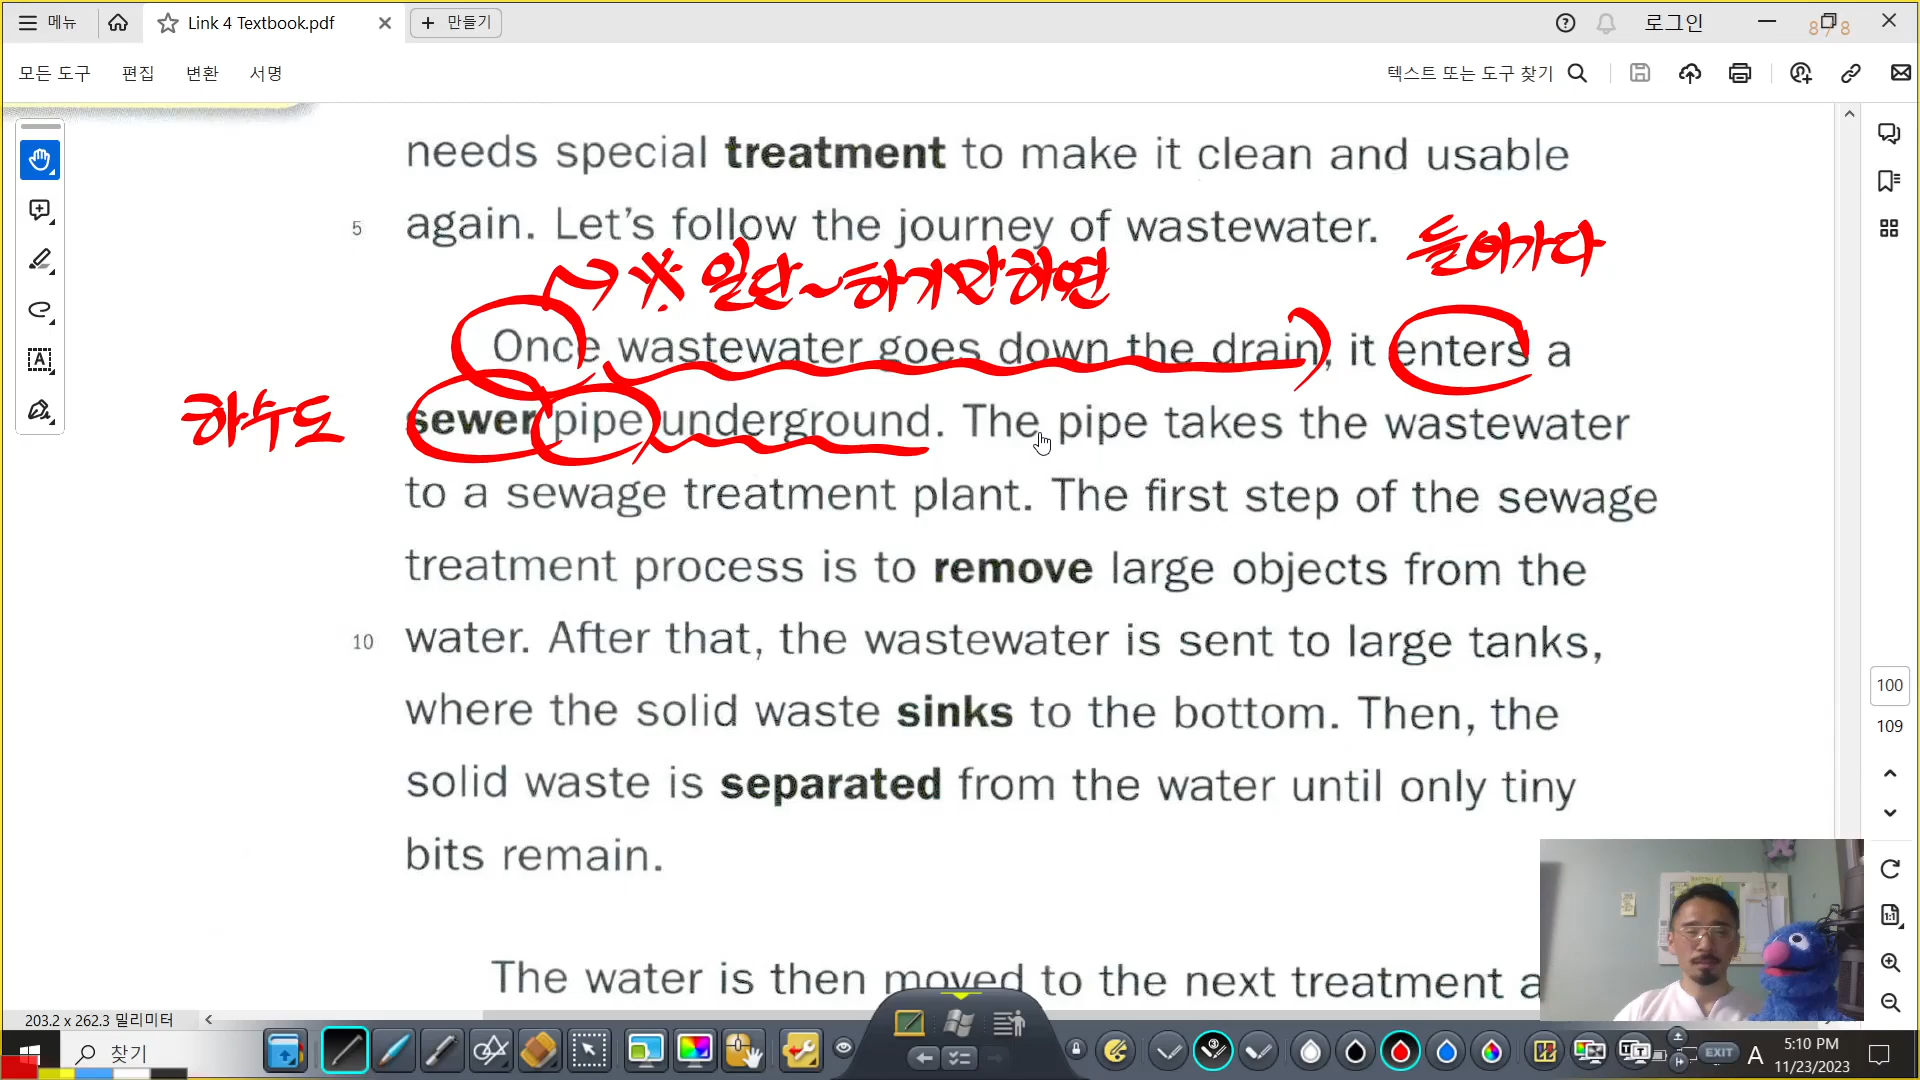 메뉴
Link 4 Textbook.pdf
만들기
로그인
8 / 8
모든 도구 편집 변환 서명
텍스트 또는 도구 찾기
needs special treatment to make it clean and usable
5 again. Let's follow the journey of wastewater.
들어가다
※ 일단~하기만하면
Once wastewater goes down the drain, it enters a
하수도
sewer pipe underground. The pipe takes the wastewater
to a sewage treatment plant. The first step of the sewage
treatment process is to remove large objects from the
10 water. After that, the wastewater is sent to large tanks,
where the solid waste sinks to the bottom. Then, the
solid waste is separated from the water until only tiny
bits remain.
The water is then moved to the next treatment a
100
109
203.2 x 262.3 밀리미터
찾기
EXIT
A
5:10 PM
11/23/2023